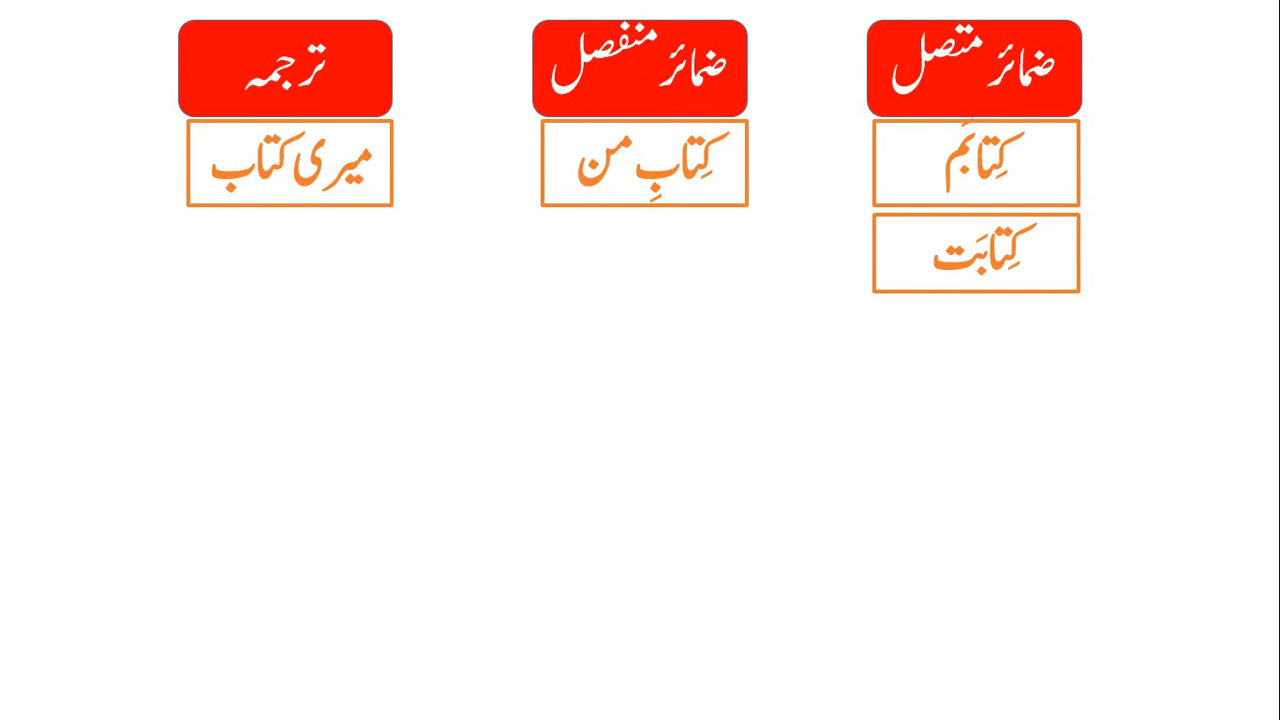 ضمائر متصل
ضمائر منفصل
ترجمہ
کِتابَم
کِتابِ من
میری کتاب
کِتابَت